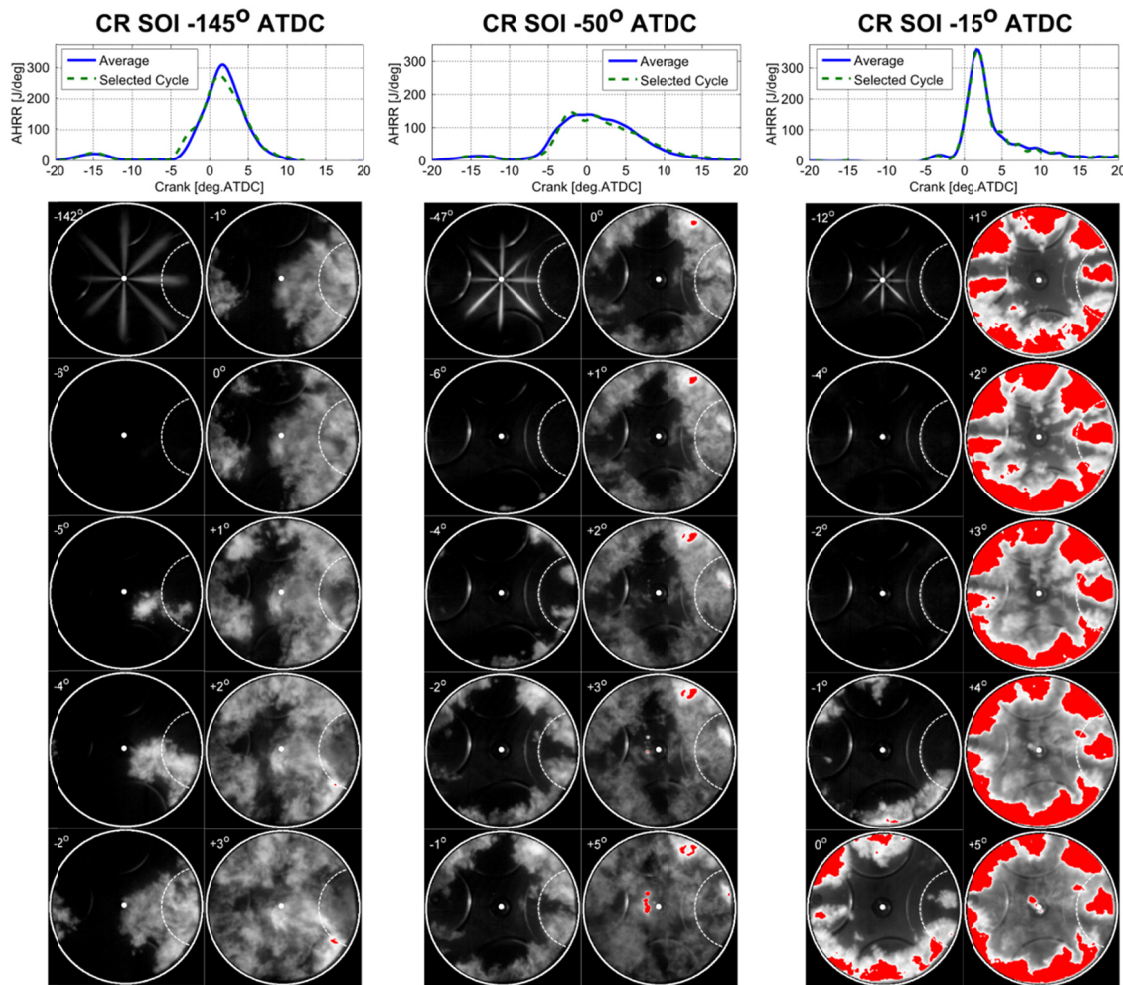 CR SOI -145° ATDC
CR SOI -50° ATDC
CR SOI -15° ATDC
AHRR [J/deg]
300
200
100
0
Average
Selected Cycle
-20 -15 -10 -5 0 5 10 15 20
Crank [deg.ATDC]
AHRR [J/deg]
300
200
100
0
Average
Selected Cycle
-20 -15 -10 -5 0 5 10 15 20
Crank [deg.ATDC]
AHRR [J/deg]
300
200
100
0
Average
Selected Cycle
-20 -15 -10 -5 0 5 10 15 20
Crank [deg.ATDC]
-142° -1°
0°
-5° +1°
-4° +2°
-2° +3°
-47° 0°
-6° +1°
-4° +2°
-2° +3°
-1° +5°
-12° +1°
-4° +2°
-2° +3°
-1° +4°
0° +5°